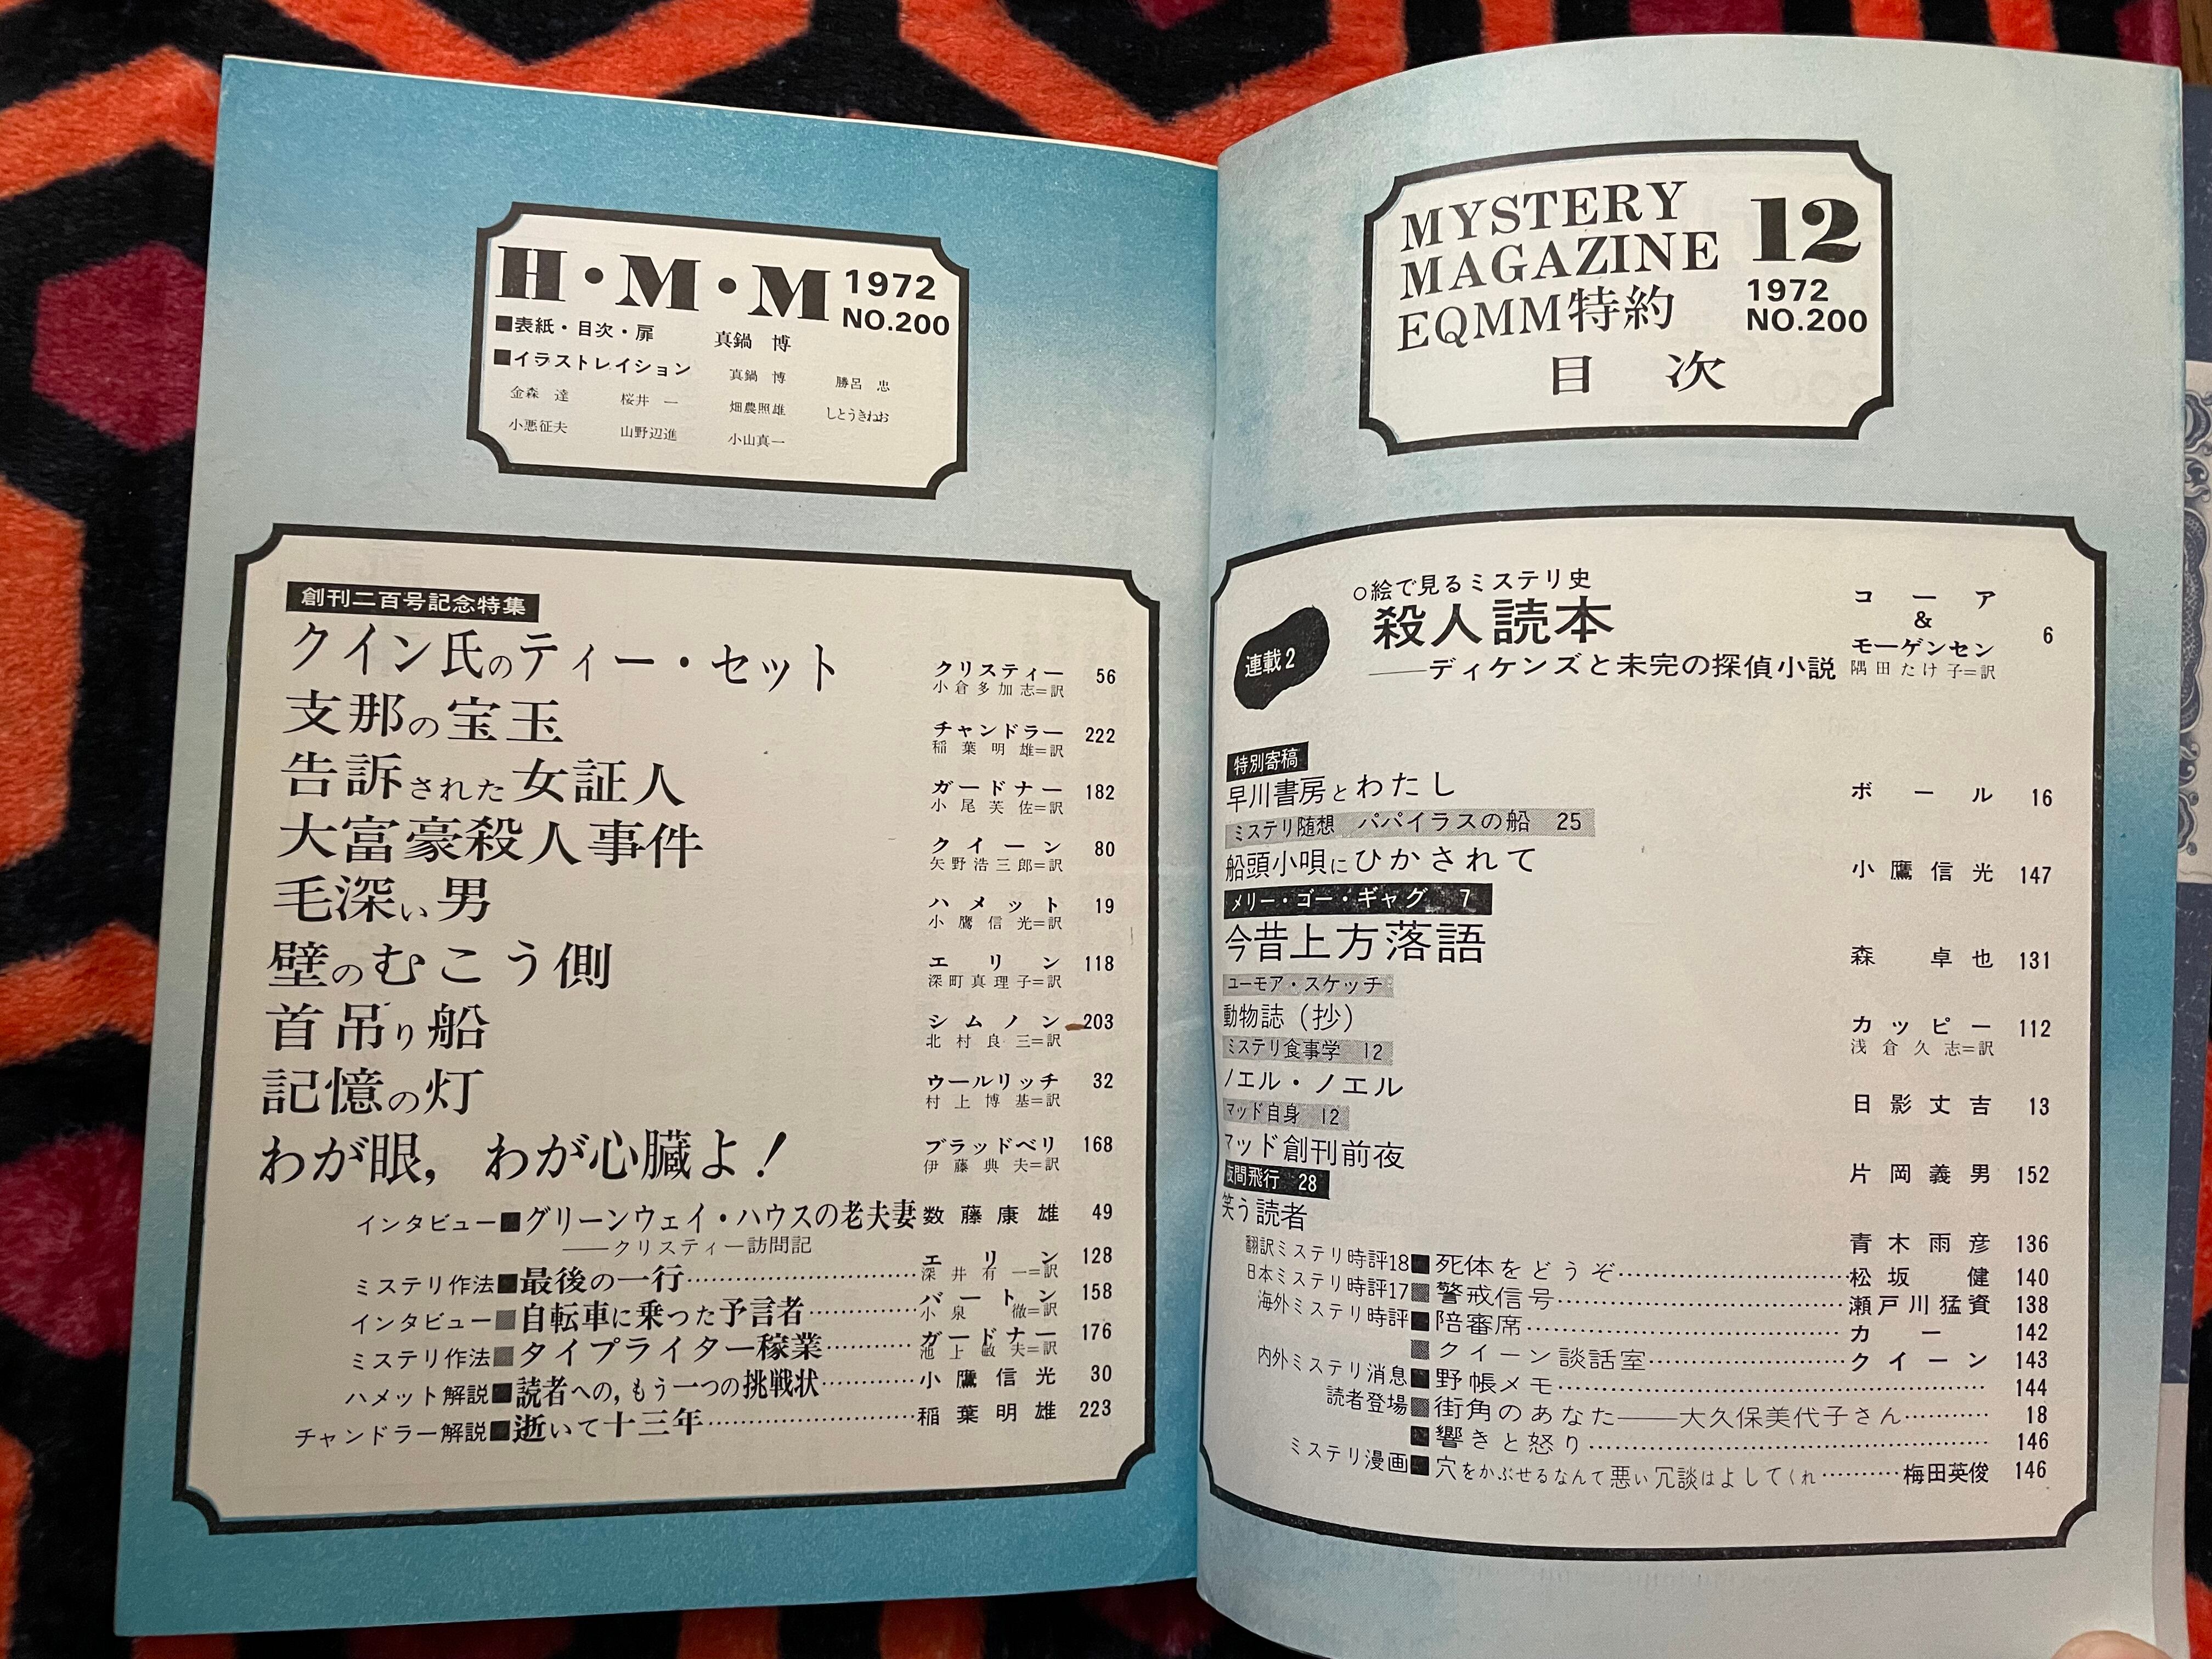 H・M・M 1972
NO.200
■表紙・目次・扉 真鍋 博
■イラストレイション 真鍋 博 勝呂 忠
金森 達 桜井 一 畑農照雄 しとうきねお
小悪征夫 山野辺進 小山真一
創刊二百号記念特集
クイン氏のティー・セット クリスティー 56
小倉多加志=訳
支那の宝玉 チャンドラー 222
稲葉明雄=訳
告訴された女証人 ガードナー 182
小尾芙佐=訳
大富豪殺人事件 クイーン 80
矢野浩三郎=訳
毛深い男 ハメット 19
小鷹信光=訳
壁のむこう側 エリン 118
深町真理子=訳
首吊り船 シムノン 203
北村良三=訳
記憶の灯 ウールリッチ 32
村上博基=訳
わが眼，わが心臓よ！ ブラッドベリ 168
伊藤典夫=訳
インタビュー■グリーンウェイ・ハウスの老夫妻 数藤康雄 49
――クリスティー訪問記
ミステリ作法■最後の一行…………エリン 128
深井有一=訳
インタビュー■自転車に乗った予言者…………バートン 158
小泉徹=訳
ミステリ作法■タイプライター稼業…………ガードナー 176
池上敏夫=訳
ハメット解説■読者への，もう一つの挑戦状…………小鷹信光 30
チャンドラー解説■逝いて十三年…………稲葉明雄 223
MYSTERY
MAGAZINE 12
EQMM特約 1972
NO.200
目次
連載2
○絵で見るミステリ史
殺人読本
――ディケンズと未完の探偵小説
コーア
&
モーゲンセン 6
隅田たけ子=訳
特別寄稿
早川書房とわたし ボール 16
ミステリ随想 パパイラスの船 25
船頭小唄にひかされて 小鷹信光 147
メリー・ゴー・ギャグ 7
今昔上方落語 森卓也 131
ユーモア・スケッチ
動物誌（抄） カッピー 112
浅倉久志=訳
ミステリ食事学 12
ノエル・ノエル 日影丈吉 13
マッド自身 12
マッド創刊前夜 片岡義男 152
夜間飛行 28
笑う読者 青木雨彦 136
翻訳ミステリ時評18■死体をどうぞ…………松坂健 140
日本ミステリ時評17■警戒信号…………瀬戸川猛資 138
海外ミステリ時評■陪審席…………カー 142
■クイーン談話室…………クイーン 143
内外ミステリ消息■野帳メモ………… 144
読者登場■街角のあなた――大久保美代子さん………… 18
■響きと怒り………… 146
ミステリ漫画■穴をかぶせるなんて悪い冗談はよしてくれ…………梅田英俊 146